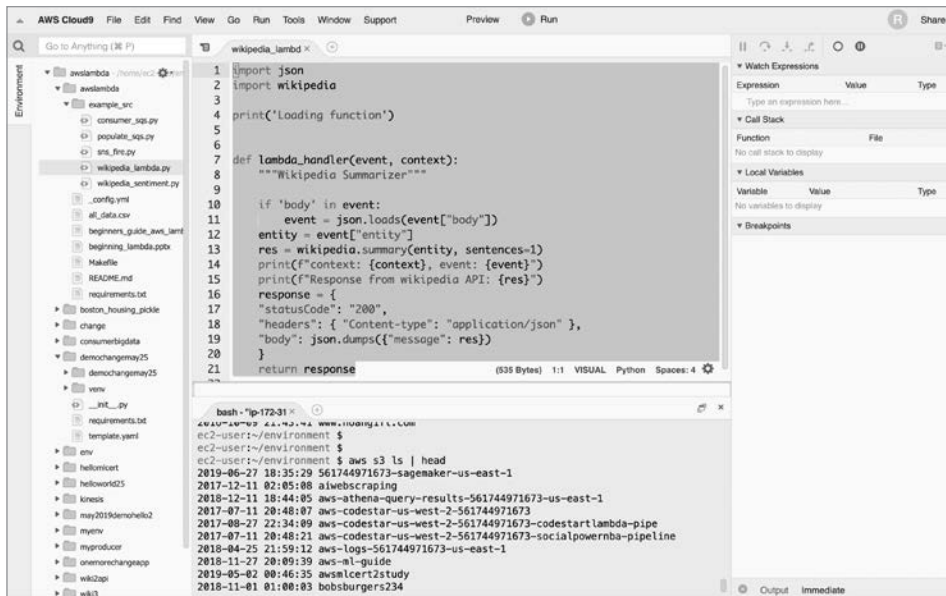 AWS Cloud9 File Edit Find View Go Run Tools Window Support Preview Run R Share
Go to Anything (⌘ P)
Environment
awslambda
awslambda
example_src
consumer_sqs.py
populate_sqs.py
sns_fire.py
wikipedia_lambda.py
wikipedia_sentiment.py
_config.yml
all_data.csv
beginners_guide_aws_lamb
beginning_lambda.pptx
Makefile
README.md
requirements.txt
boston_housing_pickle
change
consumerbigdata
demochangemay25
demochangemay25
venv
__init__.py
requirements.txt
template.yaml
env
hellomicert
helloworld25
kinesis
may2019demohello2
myenv
myproducer
onemorechangeapp
wiki2api
wiki3
wikipedia_lambd ×
1 import json
2 import wikipedia
3
4 print('Loading function')
5
6
7 def lambda_handler(event, context):
8 """Wikipedia Summarizer"""
9
10 if 'body' in event:
11 event = json.loads(event["body"])
12 entity = event["entity"]
13 res = wikipedia.summary(entity, sentences=1)
14 print(f"context: {context}, event: {event}")
15 print(f"Response from wikipedia API: {res}")
16 response = {
17 "statusCode": "200",
18 "headers": { "Content-type": "application/json" },
19 "body": json.dumps({"message": res})
20 }
21 return response
(535 Bytes) 1:1 VISUAL Python Spaces: 4
bash - "ip-172-31 ×
ec2-user:~/environment $
ec2-user:~/environment $
ec2-user:~/environment $ aws s3 ls | head
2019-06-27 18:35:29 561744971673-sagemaker-us-east-1
2017-12-11 02:05:08 aiwebscraping
2018-12-11 18:44:05 aws-athena-query-results-561744971673-us-east-1
2017-07-11 20:48:07 aws-codestar-us-west-2-561744971673
2017-08-27 22:34:09 aws-codestar-us-west-2-561744971673-codestartlambda-pipe
2017-07-11 20:48:21 aws-codestar-us-west-2-561744971673-socialpowernba-pipeline
2018-04-25 21:59:12 aws-logs-561744971673-us-east-1
2018-11-27 20:09:39 aws-ml-guide
2019-05-02 00:46:35 awsmlcert2study
2018-11-01 01:00:03 bobsburgers234
Watch Expressions
Expression Value Type
Type an expression here...
Call Stack
Function File
No call stack to display
Local Variables
Variable Value Type
No variables to display
Breakpoints
Output Immediate